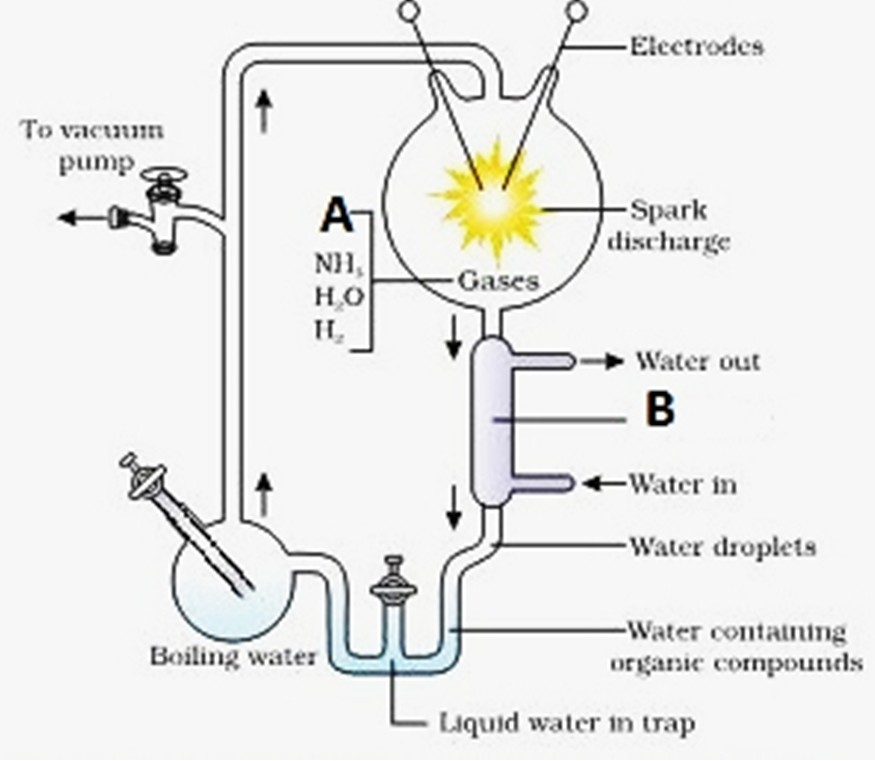 Electrodes
To vacuum
pump
A
NH₃
H₂O
H₂
Gases
Spark
discharge
Water out
B
Water in
Water droplets
Water containing
organic compounds
Boiling water
Liquid water in trap